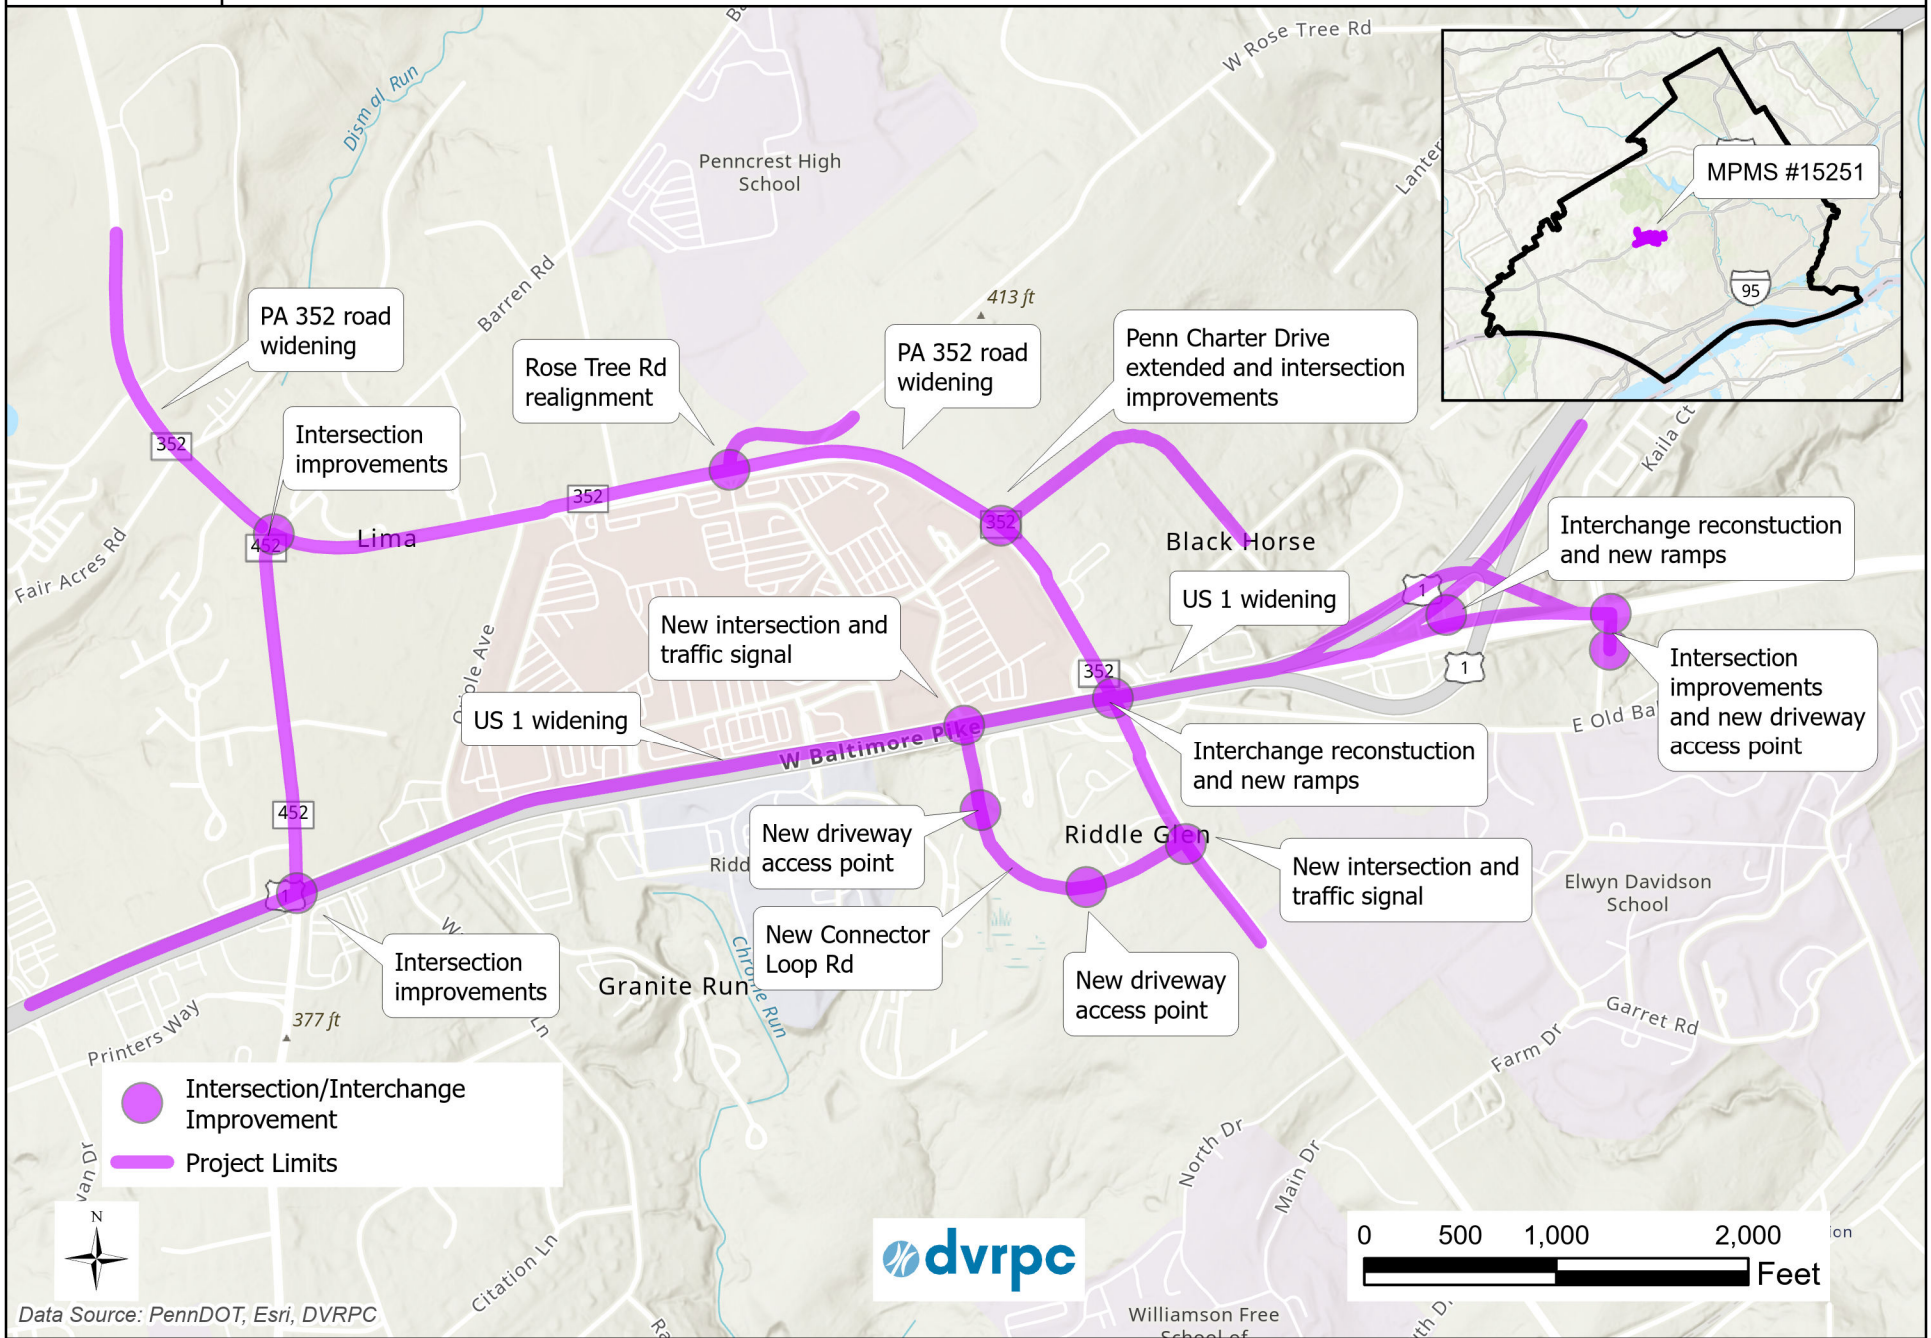 W Rose Tree Rd
Dismal Run
Penncrest High
School
MPMS #15251
95
Barren Rd
413 ft
PA 352 road
widening
Rose Tree Rd
realignment
PA 352 road
widening
Penn Charter Drive
extended and intersection
improvements
Kaila Ct
352
Intersection
improvements
352
352
452
Lima
Black Horse
Interchange reconstuction
and new ramps
Fair Acres Rd
US 1 widening
1
New intersection and
traffic signal
352
1
Intersection
improvements
and new driveway
access point
US 1 widening
W Baltimore Pike
E Old Ba
Interchange reconstuction
and new ramps
452
New driveway
access point
Riddle Glen
Ridd
New intersection and
traffic signal
Elwyn Davidson
School
1
New Connector
Loop Rd
Intersection
improvements
Granite Run
Chrome Run
New driveway
access point
Ln
Printers Way
377 ft
Garret Rd
Farm Dr
Intersection/Interchange
Improvement
Project Limits
North Dr
Main Dr
N
Citation Ln
dvrpc
0 500 1,000 2,000
Feet
Data Source: PennDOT, Esri, DVRPC
Williamson Free
School of